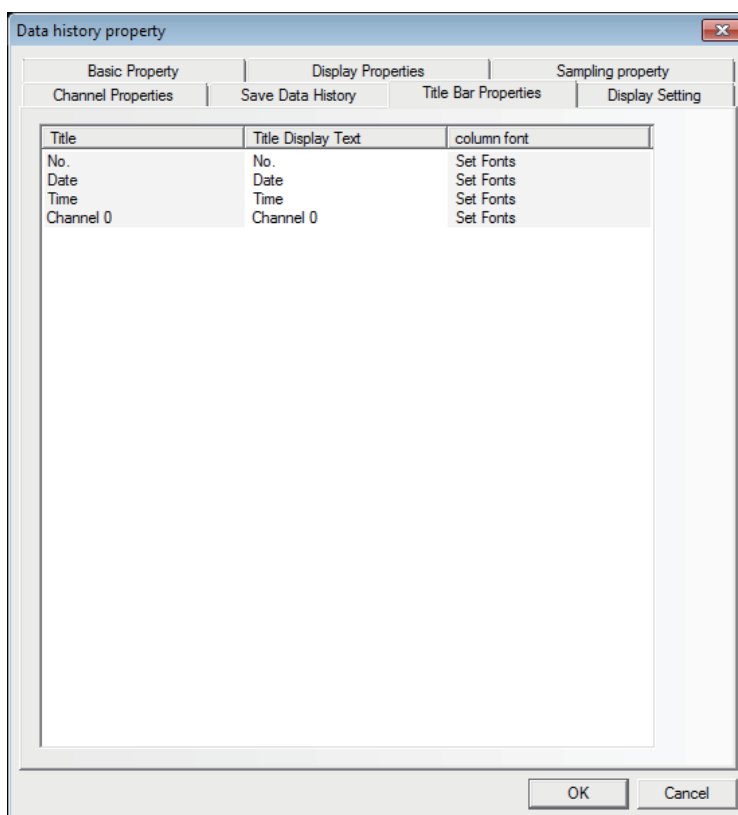 Data history property
Basic Property Display Properties Sampling property
Channel Properties Save Data History Title Bar Properties Display Setting
Title Title Display Text column font
No. No. Set Fonts
Date Date Set Fonts
Time Time Set Fonts
Channel 0 Channel 0 Set Fonts
OK Cancel